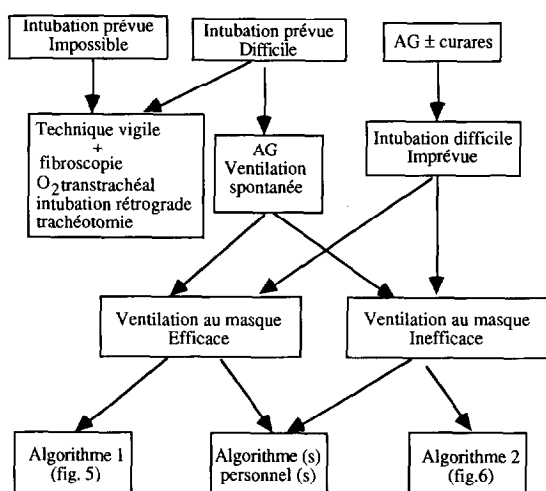 Intubation prévue
Impossible
Intubation prévue
Difficile
AG ± curares
Technique vigile
+
fibroscopie
O2 transtrachéal
intubation rétrograde
trachéotomie
AG
Ventilation
spontanée
Intubation difficile
Imprévue
Ventilation au masque
Efficace
Ventilation au masque
Inefficace
Algorithme 1
(fig. 5)
Algorithme (s)
personnel (s)
Algorithme 2
(fig.6)